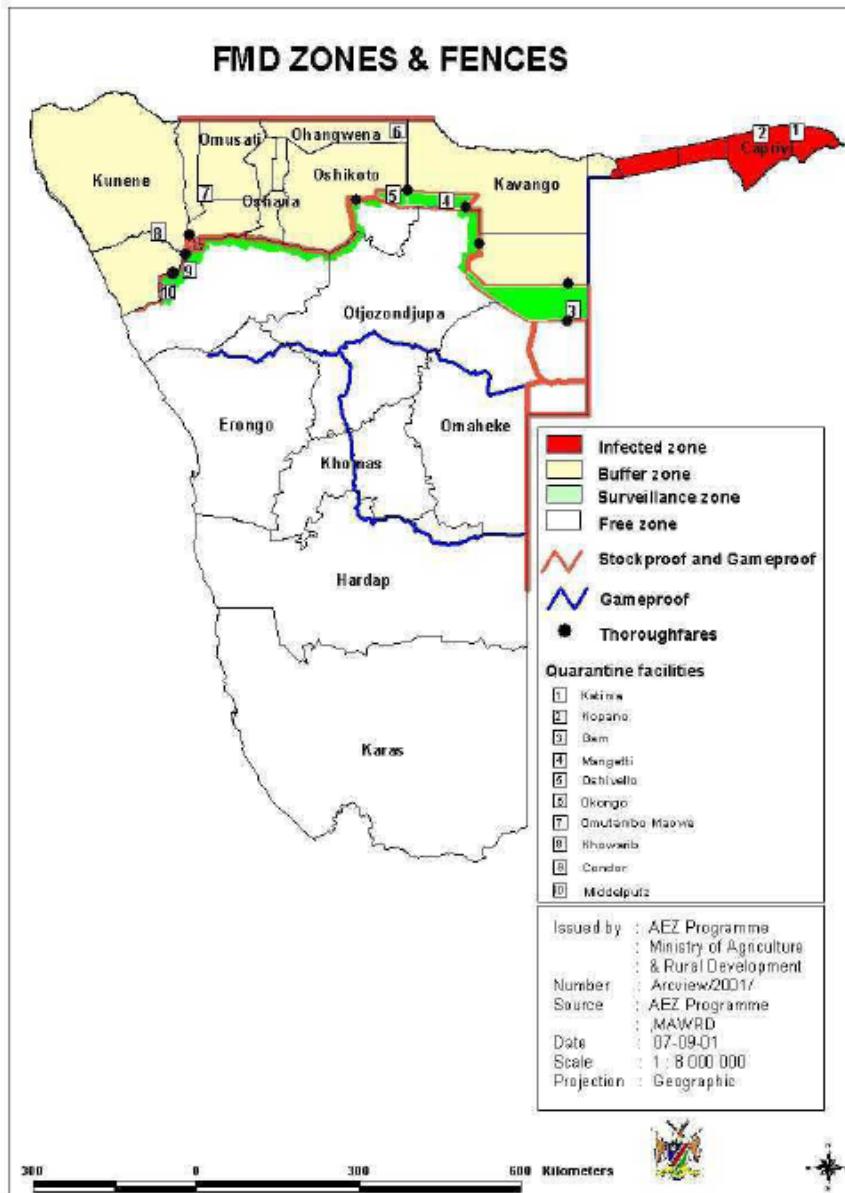 FMD ZONES & FENCES
Omusati
Ohangwena
6
2
1
Caprivi
Kunene
Oshikoto
Kavango
7
Oshana
5
4
8
9
10
3
Otjozondjupa
Erongo
Omaheke
Khomas
Hardap
Karas
Infected zone
Buffer zone
Surveillance zone
Free zone
Stockproof and Gameproof
Gameproof
Thoroughfares
Quarantine facilities
1 Katima
2 Kopano
3 Gam
4 Mangetti
5 Oshivello
6 Okongo
7 Omutambo Maowe
8 Khowarib
9 Condor
10 Middelputz
Issued by : AEZ Programme
: Ministry of Agriculture
: & Rural Development
Number : Arcview/2001/
Source : AEZ Programme
: ,MAWRD
Date : 07-09-01
Scale : 1 : 8 000 000
Projection : Geographic
300 0 300 600 Kilometers